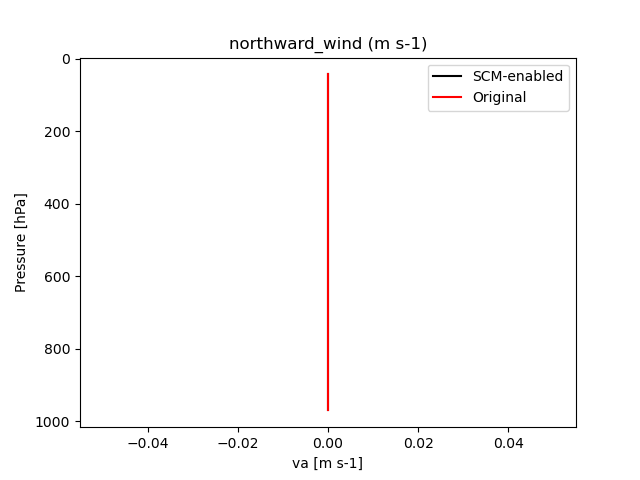 northward_wind (m s-1)
SCM-enabled
Original
0
200
400
600
800
1000
Pressure [hPa]
−0.04
−0.02
0.00
0.02
0.04
va [m s-1]